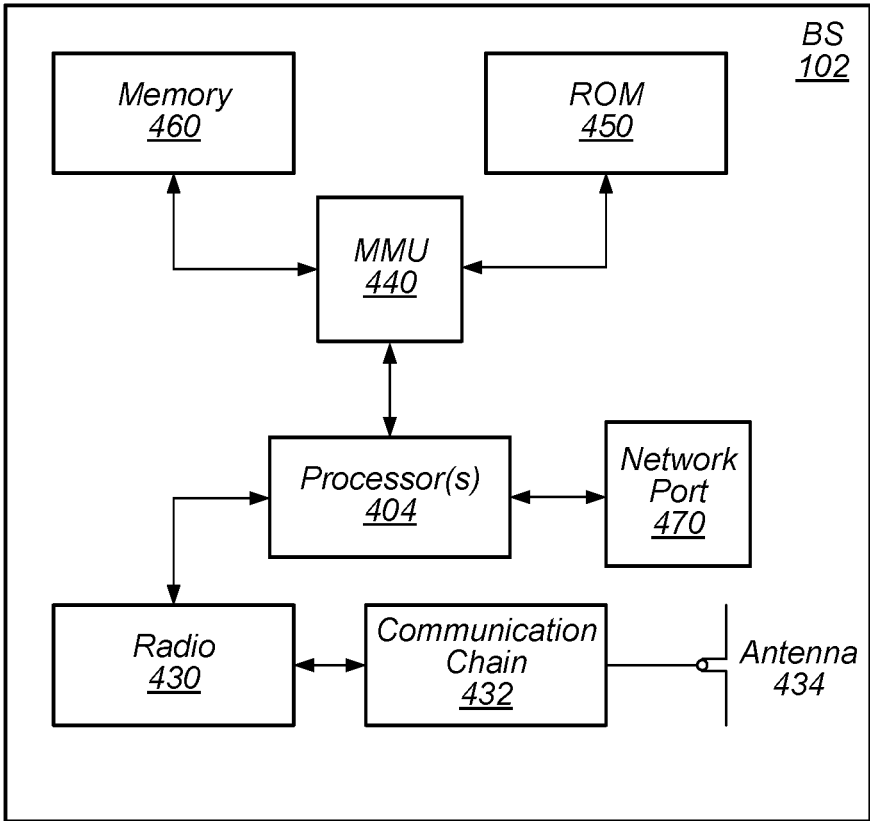 BS
102
Memory
460
ROM
450
MMU
440
Processor(s)
404
Network
Port
470
Radio
430
Communication
Chain
432
Antenna
434